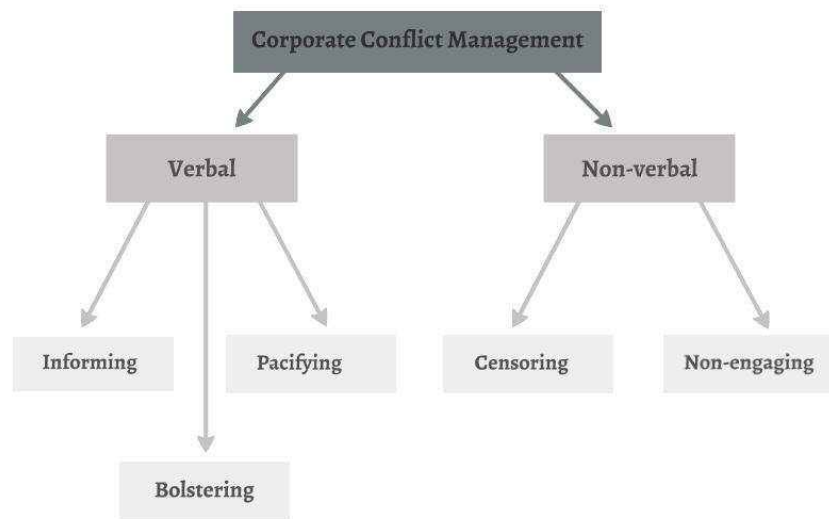 Corporate Conflict Management
Verbal
Non-verbal
Informing
Pacifying
Censoring
Non-engaging
Bolstering